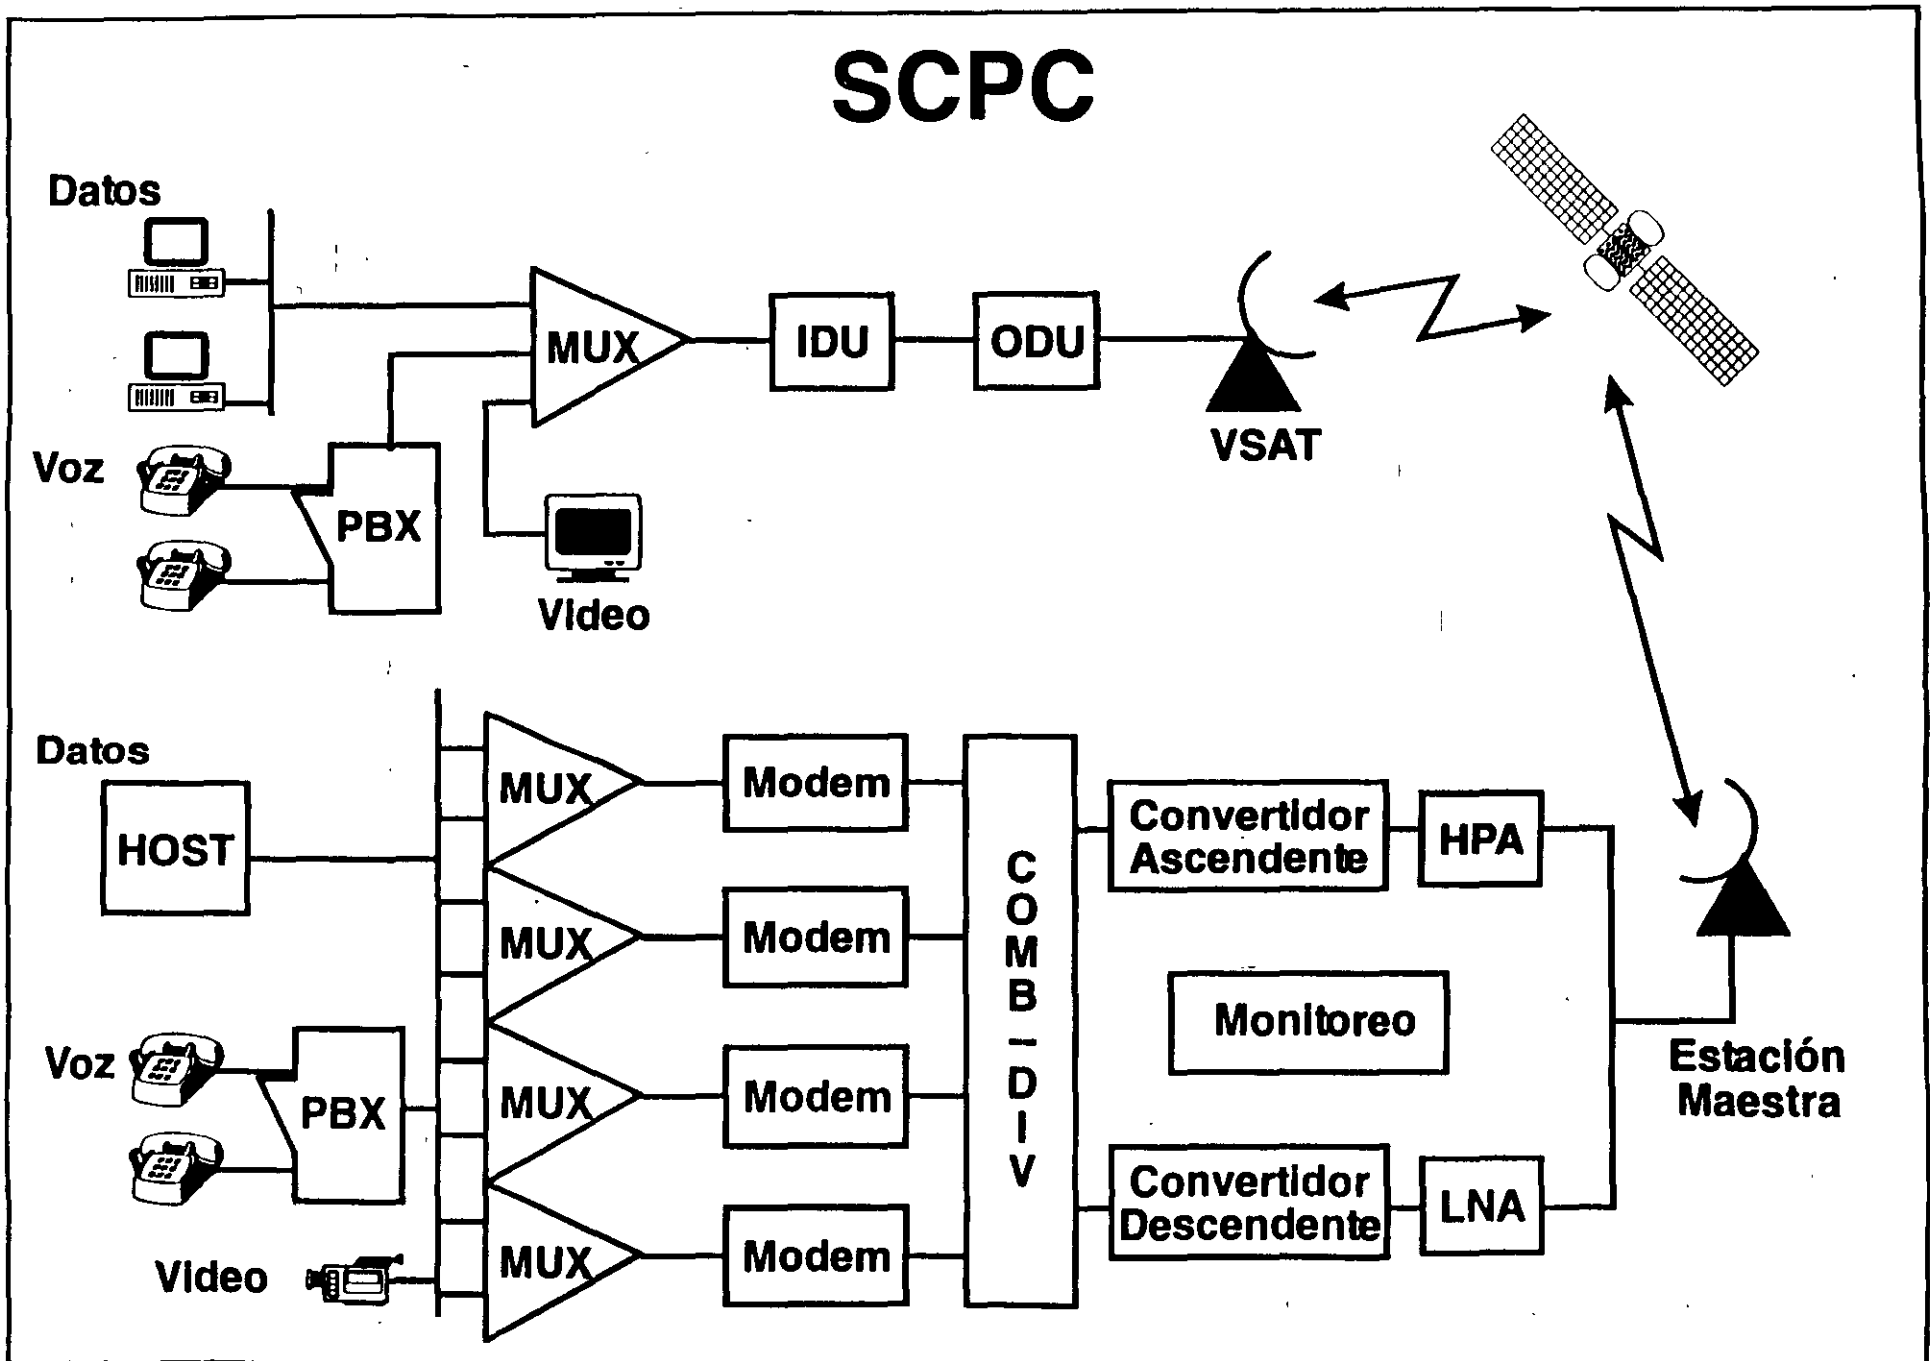 SCPC
Datos
MUX
IDU
ODU
VSAT
Voz
PBX
Video
Datos
HOST
MUX
Modem
MUX
Modem
MUX
Modem
MUX
Modem
COMB-DIV
Convertidor
Ascendente
HPA
Monitoreo
Convertidor
Descendente
LNA
Estación
Maestra
Voz
PBX
Video